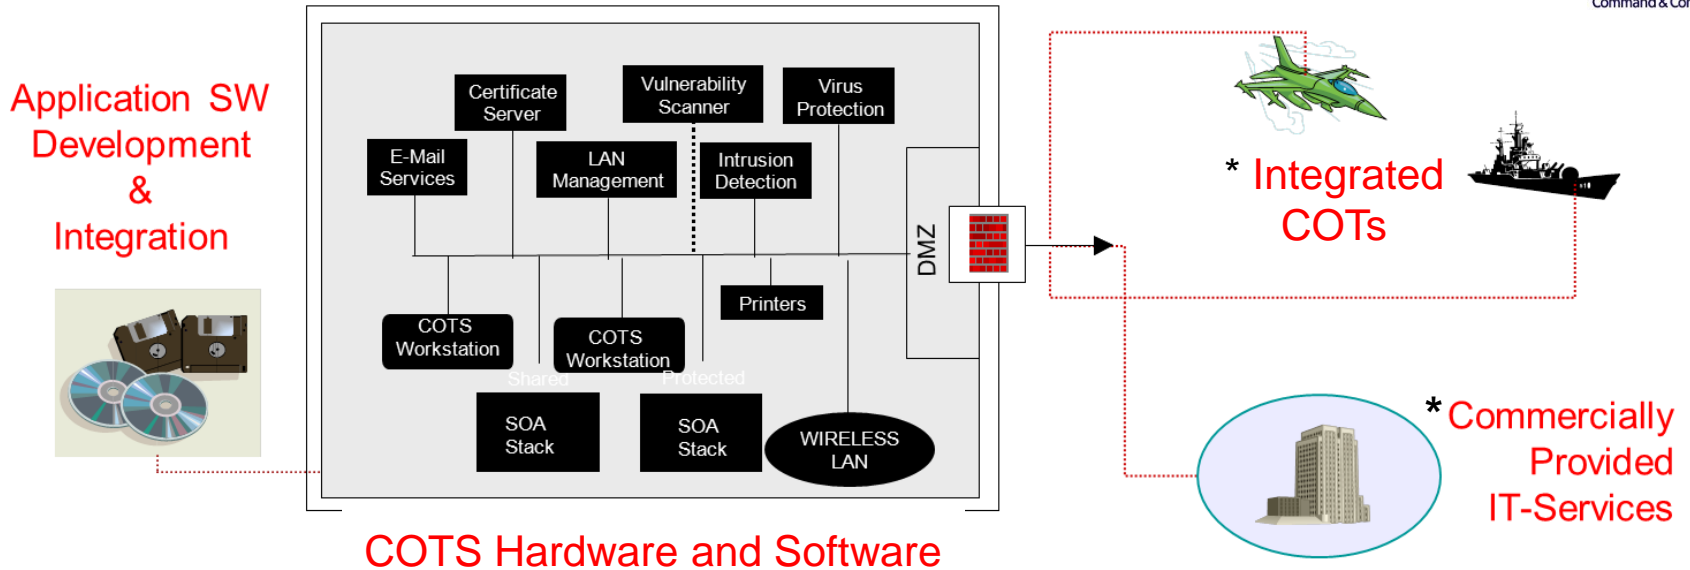 Command & Con
Application SW
Development
&
Integration
Certificate
Server
Vulnerability
Scanner
Virus
Protection
E-Mail
Services
LAN
Management
Intrusion
Detection
DMZ
Printers
COTS
Workstation
COTS
Workstation
Shared
Protected
SOA
Stack
SOA
Stack
WIRELESS
LAN
COTS Hardware and Software
* Integrated
COTs
* Commercially
Provided
IT-Services